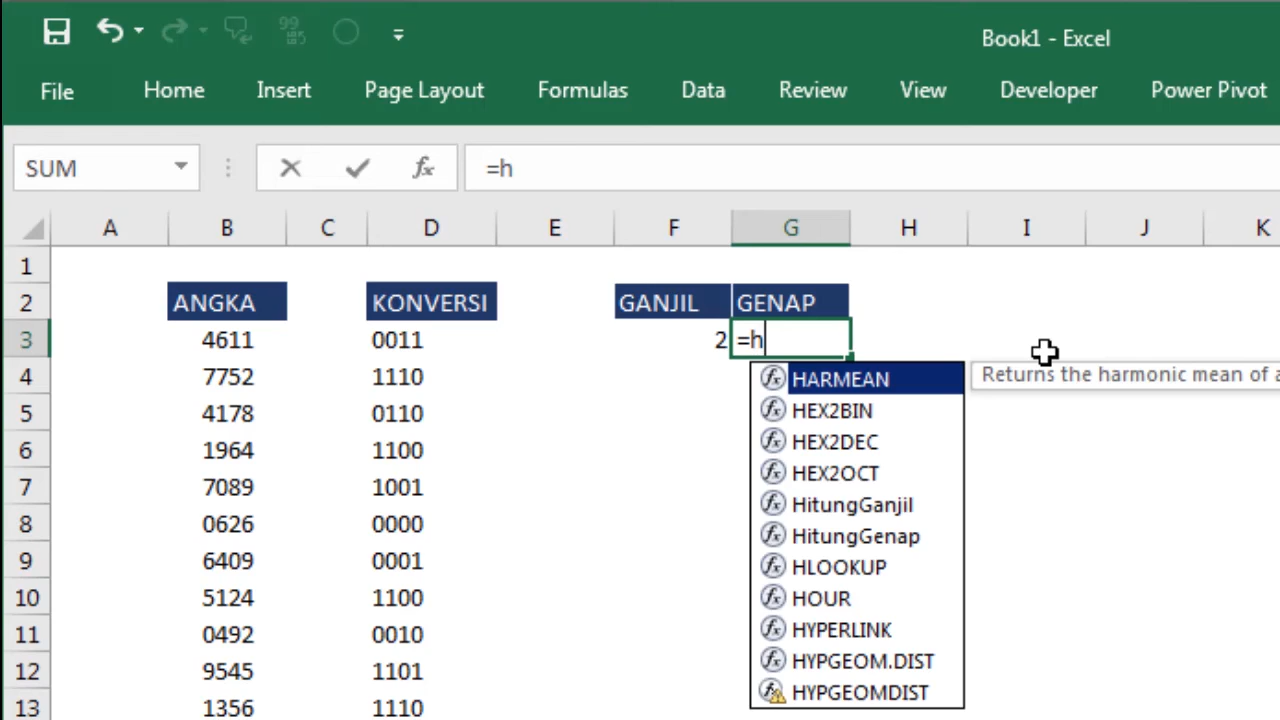 Book1 - Excel
File Home Insert Page Layout Formulas Data Review View Developer Power Pivot
SUM =h
A B C D E F G H I J K
1
2 ANGKA KONVERSI GANJIL GENAP
3 4611 0011 2 =h
4 7752 1110
5 4178 0110
6 1964 1100
7 7089 1001
8 0626 0000
9 6409 0001
10 5124 1100
11 0492 0010
12 9545 1101
13 1356 1110
HARMEAN Returns the harmonic mean of a
HEX2BIN
HEX2DEC
HEX2OCT
HitungGanjil
HitungGenap
HLOOKUP
HOUR
HYPERLINK
HYPGEOM.DIST
HYPGEOMDIST